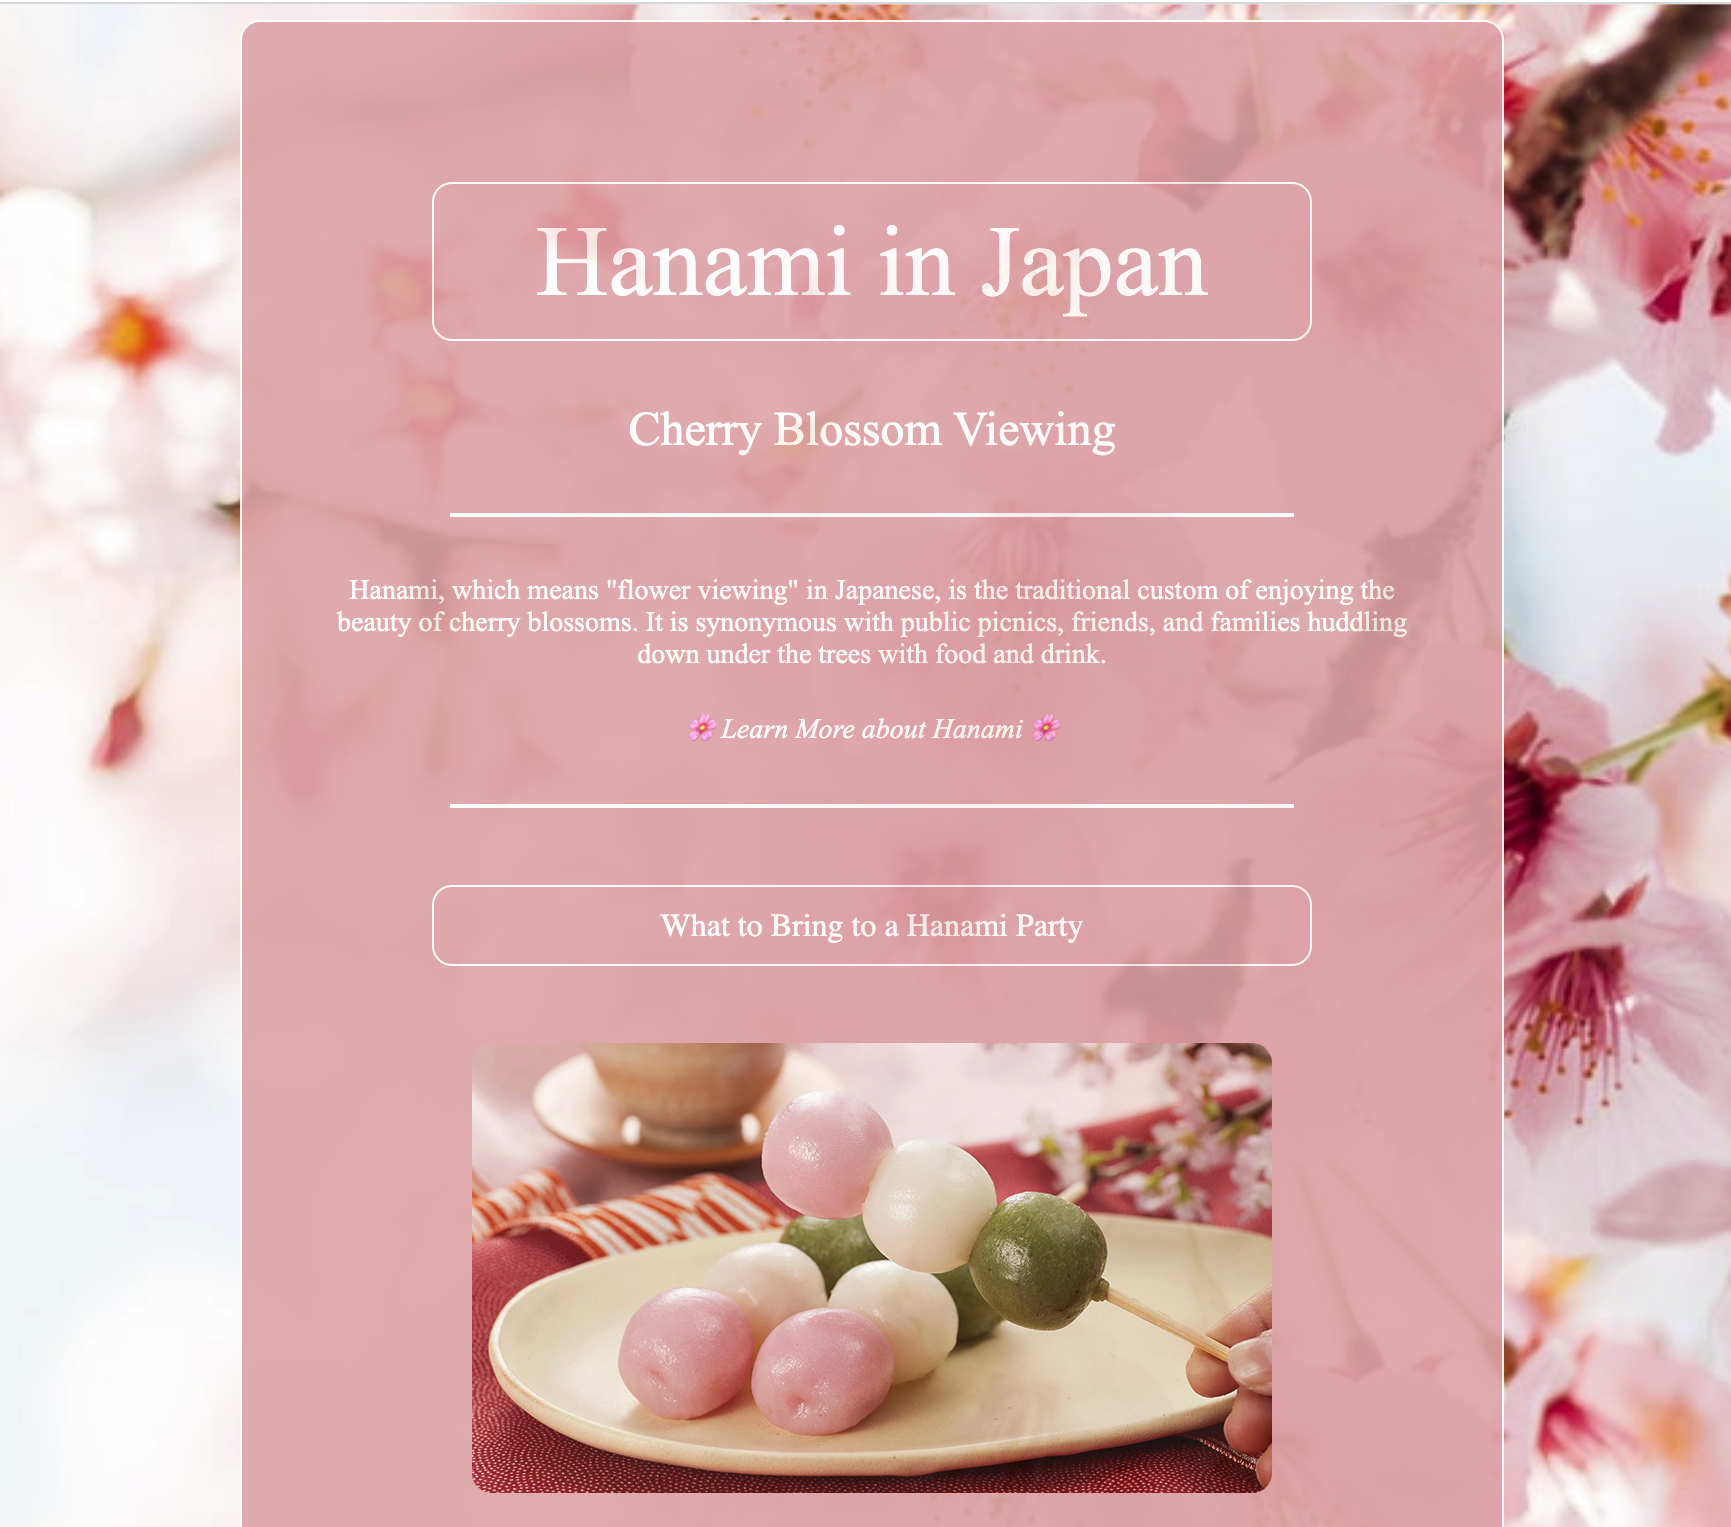 Hanami in Japan
Cherry Blossom Viewing
Hanami, which means "flower viewing" in Japanese, is the traditional custom of enjoying the
beauty of cherry blossoms. It is synonymous with public picnics, friends, and families huddling
down under the trees with food and drink.
🌸 Learn More about Hanami 🌸
What to Bring to a Hanami Party